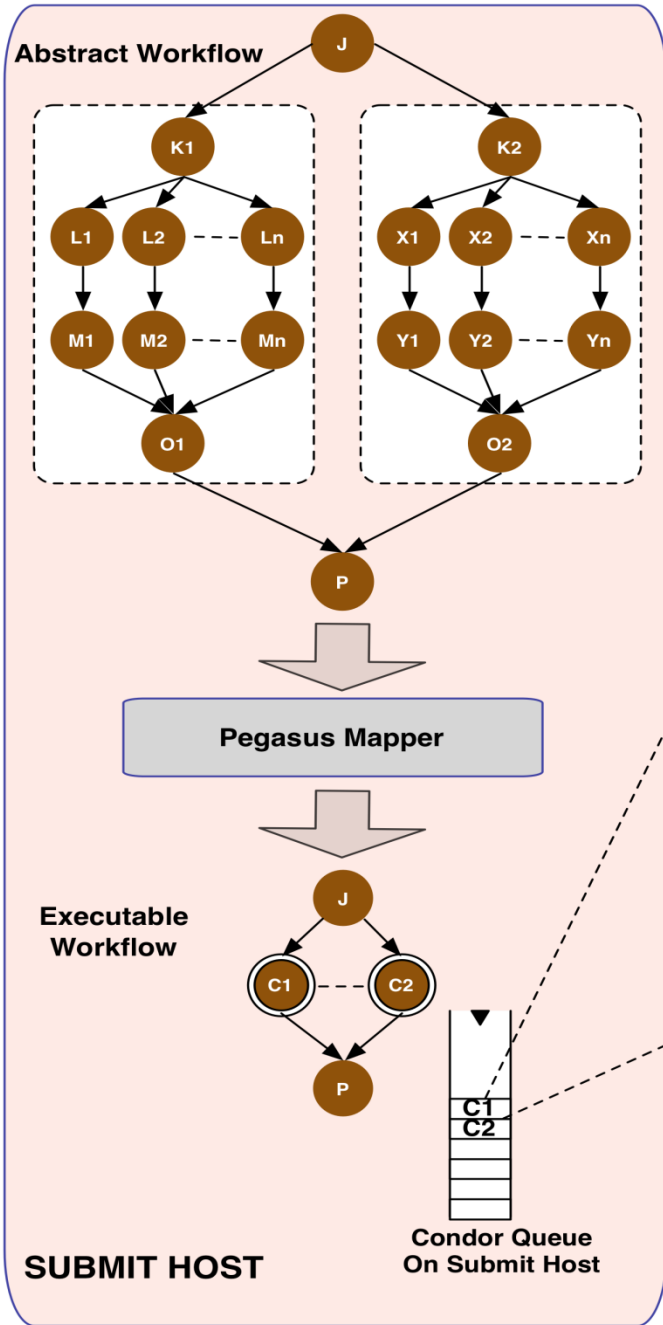 J
Abstract Workflow
K1
K2
L1
L2
Ln
X1
X2
Xn
M1
M2
Mn
Y1
Y2
Yn
O1
O2
P
Pegasus Mapper
J
Executable
Workflow
C1
C2
P
C1
C2
Condor Queue
On Submit Host
SUBMIT HOST